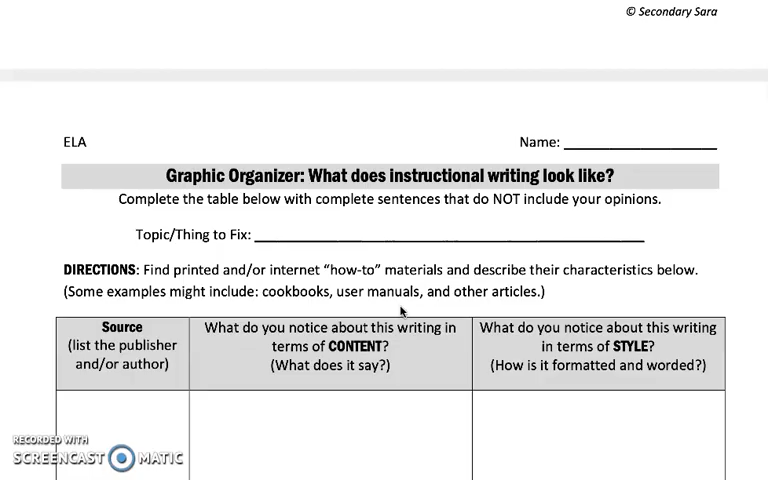 © Secondary Sara
ELA
Name: ____________________
Graphic Organizer: What does instructional writing look like?
Complete the table below with complete sentences that do NOT include your opinions.
Topic/Thing to Fix: ____________________________________________________
DIRECTIONS: Find printed and/or internet “how-to” materials and describe their characteristics below.
(Some examples might include: cookbooks, user manuals, and other articles.)
Source
(list the publisher
and/or author)
What do you notice about this writing in
terms of CONTENT?
(What does it say?)
What do you notice about this writing
in terms of STYLE?
(How is it formatted and worded?)
RECORDED WITH
SCREENCAST MATIC